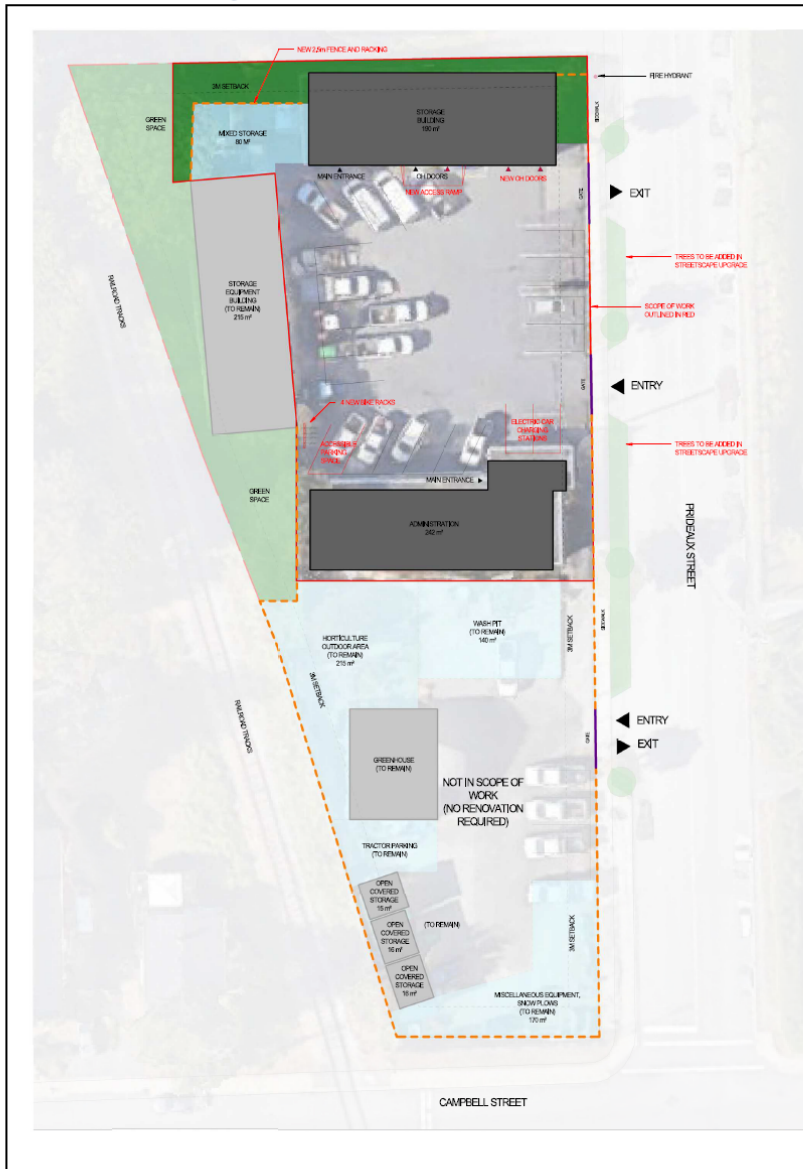 NEW 2.5m FENCE AND RACKING
FIRE HYDRANT
3M SETBACK
STORAGE
BUILDING
190 m²
SIDEWALK
GREEN
SPACE
MIXED STORAGE
80 M²
MAIN ENTRANCE
OH DOORS
NEW ACCESS RAMP
NEW OH DOORS
GATE
EXIT
STORAGE
EQUIPMENT
BUILDING
(TO REMAIN)
215 m²
RAILROAD TRACKS
TREES TO BE ADDED IN
STREETSCAPE UPGRADE
SCOPE OF WORK
OUTLINED IN RED
GATE
ENTRY
4 NEW BIKE RACKS
ELECTRIC CAR
CHARGING
STATIONS
ACCESSIBLE
PARKING
SPACE
TREES TO BE ADDED IN
STREETSCAPE UPGRADE
MAIN ENTRANCE
GREEN
SPACE
ADMINISTRATION
242 m²
PRIDEAUX STREET
WASH PIT
(TO REMAIN)
140 m²
HORTICULTURE
OUTDOOR AREA
(TO REMAIN)
215 m²
3M SETBACK
SIDEWALK
3M SETBACK
RAILROAD TRACKS
GATE
ENTRY
EXIT
GREENHOUSE
(TO REMAIN)
NOT IN SCOPE OF
WORK
(NO RENOVATION
REQUIRED)
TRACTOR PARKING
(TO REMAIN)
OPEN
COVERED
STORAGE
15 m²
OPEN
COVERED
STORAGE
16 m²
(TO REMAIN)
3M SETBACK
OPEN
COVERED
STORAGE
16 m²
MISCELLANEOUS EQUIPMENT,
SNOW PLOWS
(TO REMAIN)
170 m²
CAMPBELL STREET